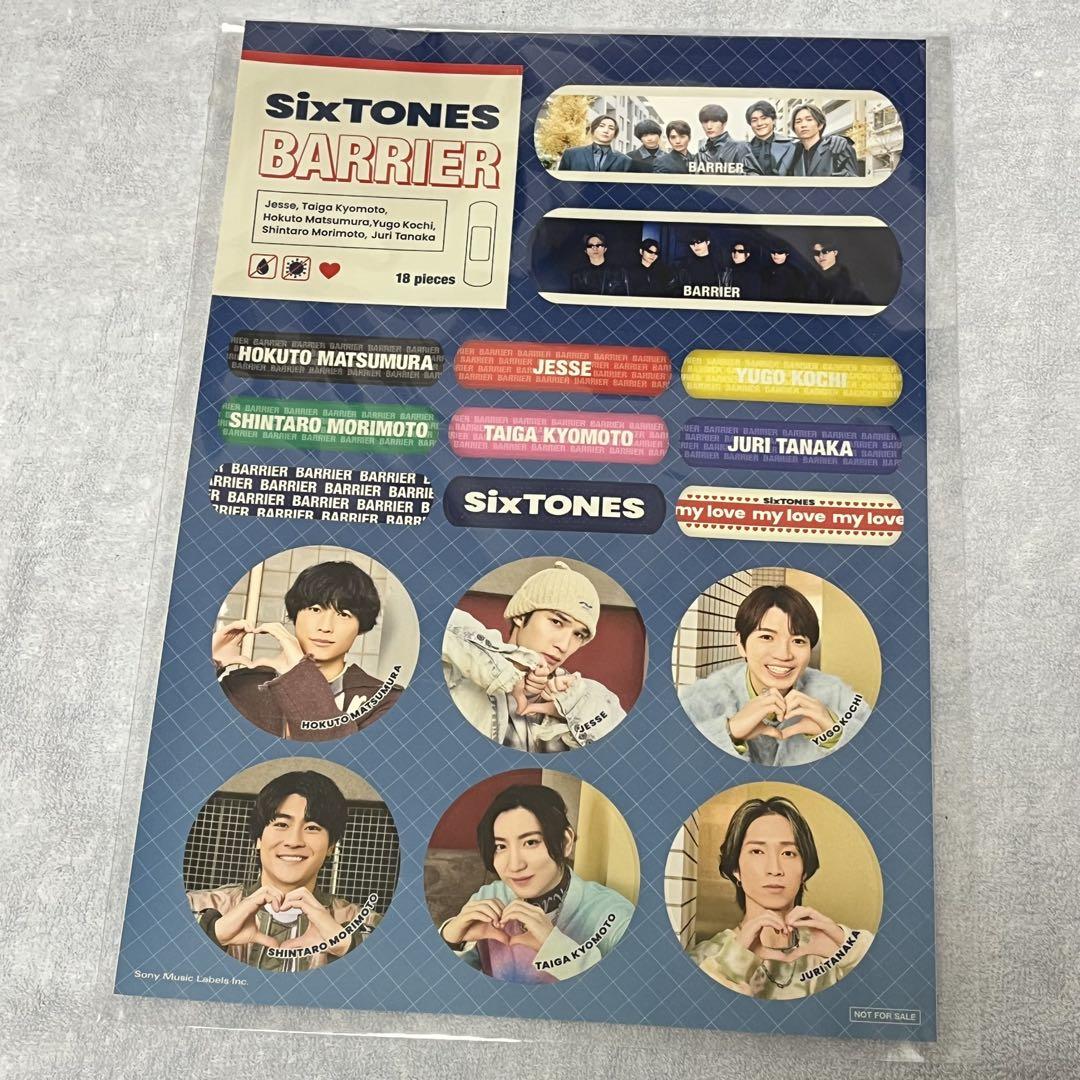 SixTONES
BARRIER
Jesse, Taiga Kyomoto,
Hokuto Matsumura,Yugo Kochi,
Shintaro Morimoto, Juri Tanaka
18 pieces
BARRIER
BARRIER
HOKUTO MATSUMURA
JESSE
YUGO KOCHI
SHINTARO MORIMOTO
TAIGA KYOMOTO
JURI TANAKA
BARRIER BARRIER BARRIER
BARRIER BARRIER BARRIE
BARRIER BARRIER BARRIER
BARRIER BARRIER BARR
SixTONES
SixTONES
my love my love my love
HOKUTO MATSUMURA
JESSE
YUGO KOCHI
SHINTARO MORIMOTO
TAIGA KYOMOTO
JURI TANAKA
Sony Music Labels Inc.
NOT FOR SALE